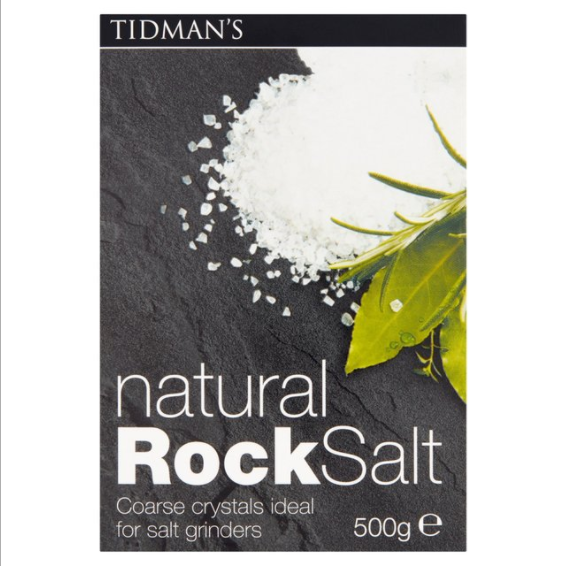 TIDMAN'S
natural
RockSalt
Coarse crystals ideal
for salt grinders
500g ℮